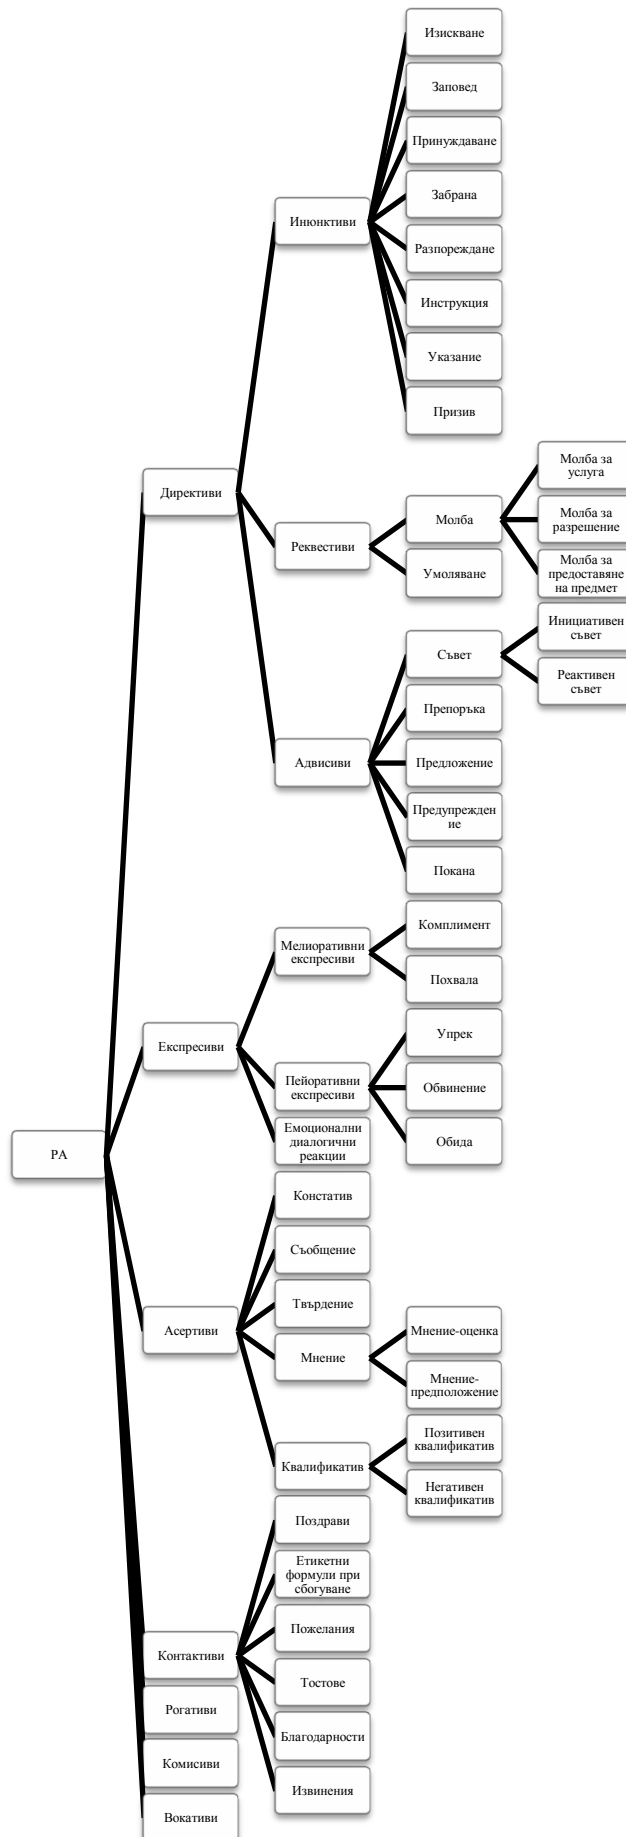 Изискване
Заповед
Принуждаване
Забрана
Инюнктиви
Разпореждане
Инструкция
Указание
Призив
Директиви
Молба за
услуга
Молба
Молба за
разрешение
Реквестиви
Умоляване
Молба за
предоставяне
на предмет
Инициативен
съвет
Съвет
Реактивен
съвет
Препоръка
Адвисиви
Предложение
Предупрежден
ие
Покана
Комплимент
Мелиоративни
експресиви
Похвала
Експресиви
Упрек
Пейоративни
експресиви
Обвинение
Емоционални
диалогични
реакции
Обида
РА
Констатив
Съобщение
Твърдение
Асертиви
Мнение
Мнение-оценка
Мнение-
предположение
Позитивен
квалификатив
Квалификатив
Негативен
квалификатив
Поздрави
Етикетни
формули при
сбогуване
Пожелания
Контактиви
Тостове
Рогативи
Благодарности
Комисиви
Извинения
Вокативи